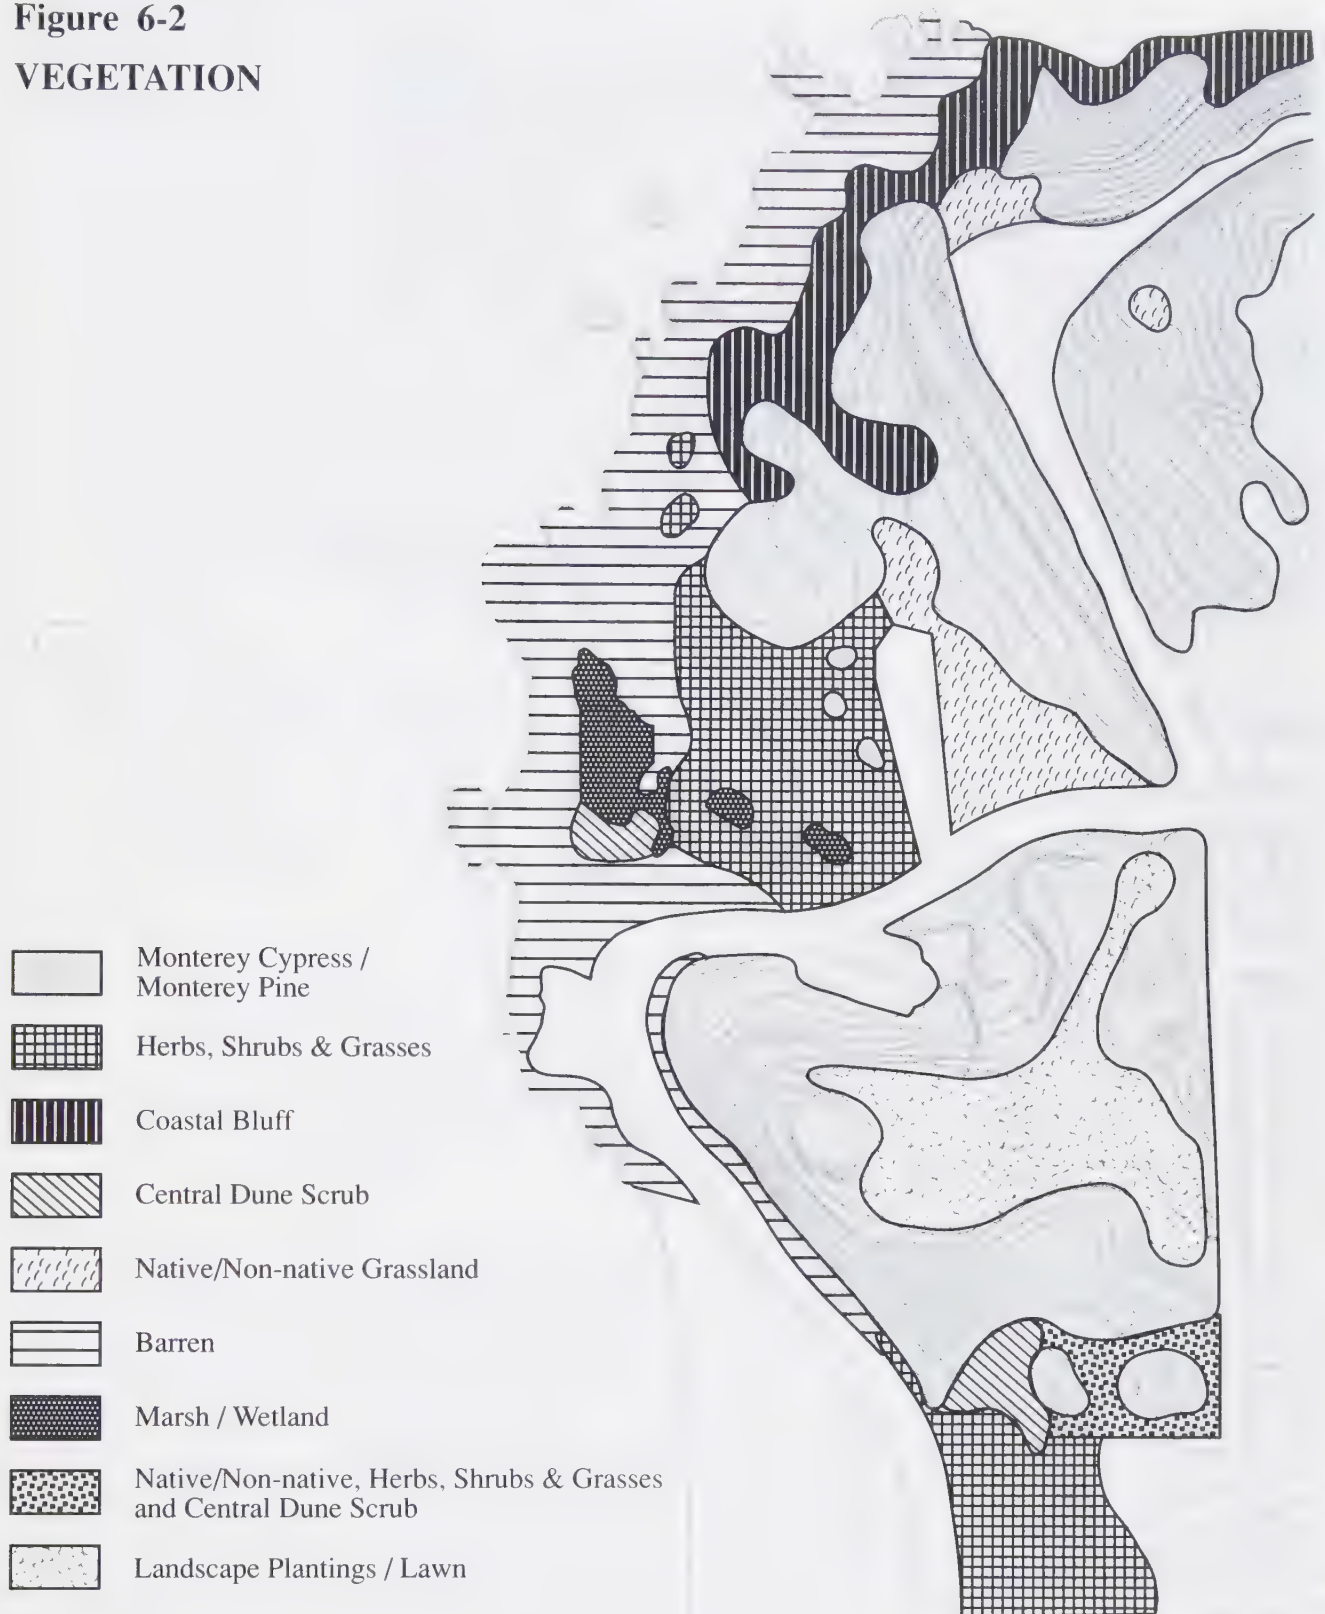 Figure 6-2
VEGETATION
Monterey Cypress /
Monterey Pine
Herbs, Shrubs & Grasses
Coastal Bluff
Central Dune Scrub
Native/Non-native Grassland
Barren
Marsh / Wetland
Native/Non-native, Herbs, Shrubs & Grasses
and Central Dune Scrub
Landscape Plantings / Lawn